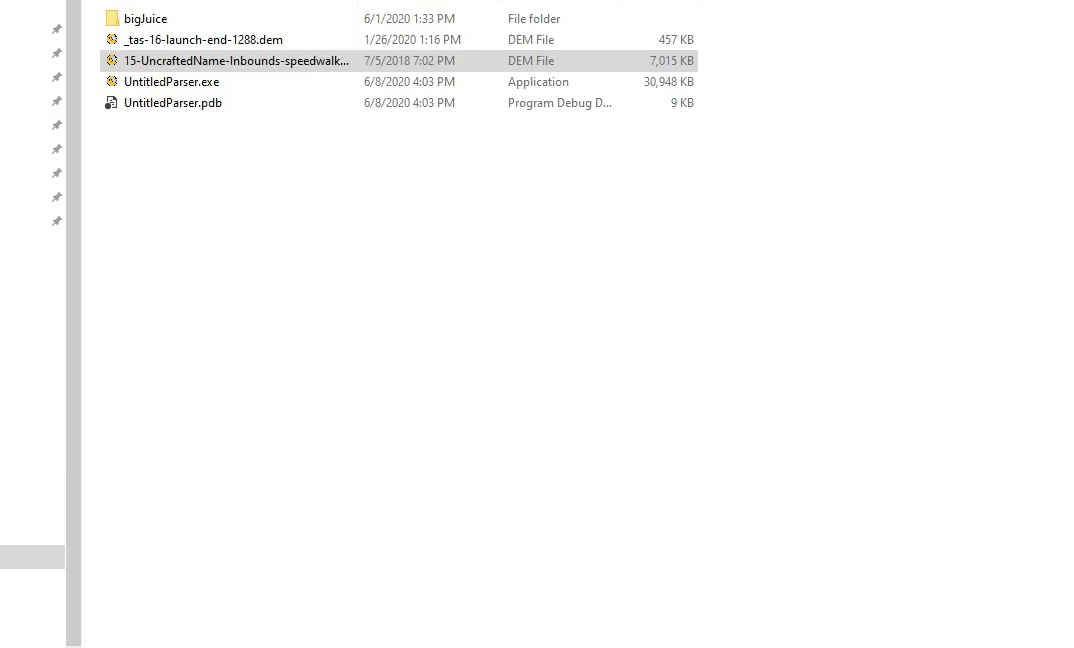 bigJuice 6/1/2020 1:33 PM File folder
_tas-16-launch-end-1288.dem 1/26/2020 1:16 PM DEM File 457 KB
15-UncraftedName-Inbounds-speedwalk... 7/5/2018 7:02 PM DEM File 7,015 KB
UntitledParser.exe 6/8/2020 4:03 PM Application 30,948 KB
UntitledParser.pdb 6/8/2020 4:03 PM Program Debug D... 9 KB